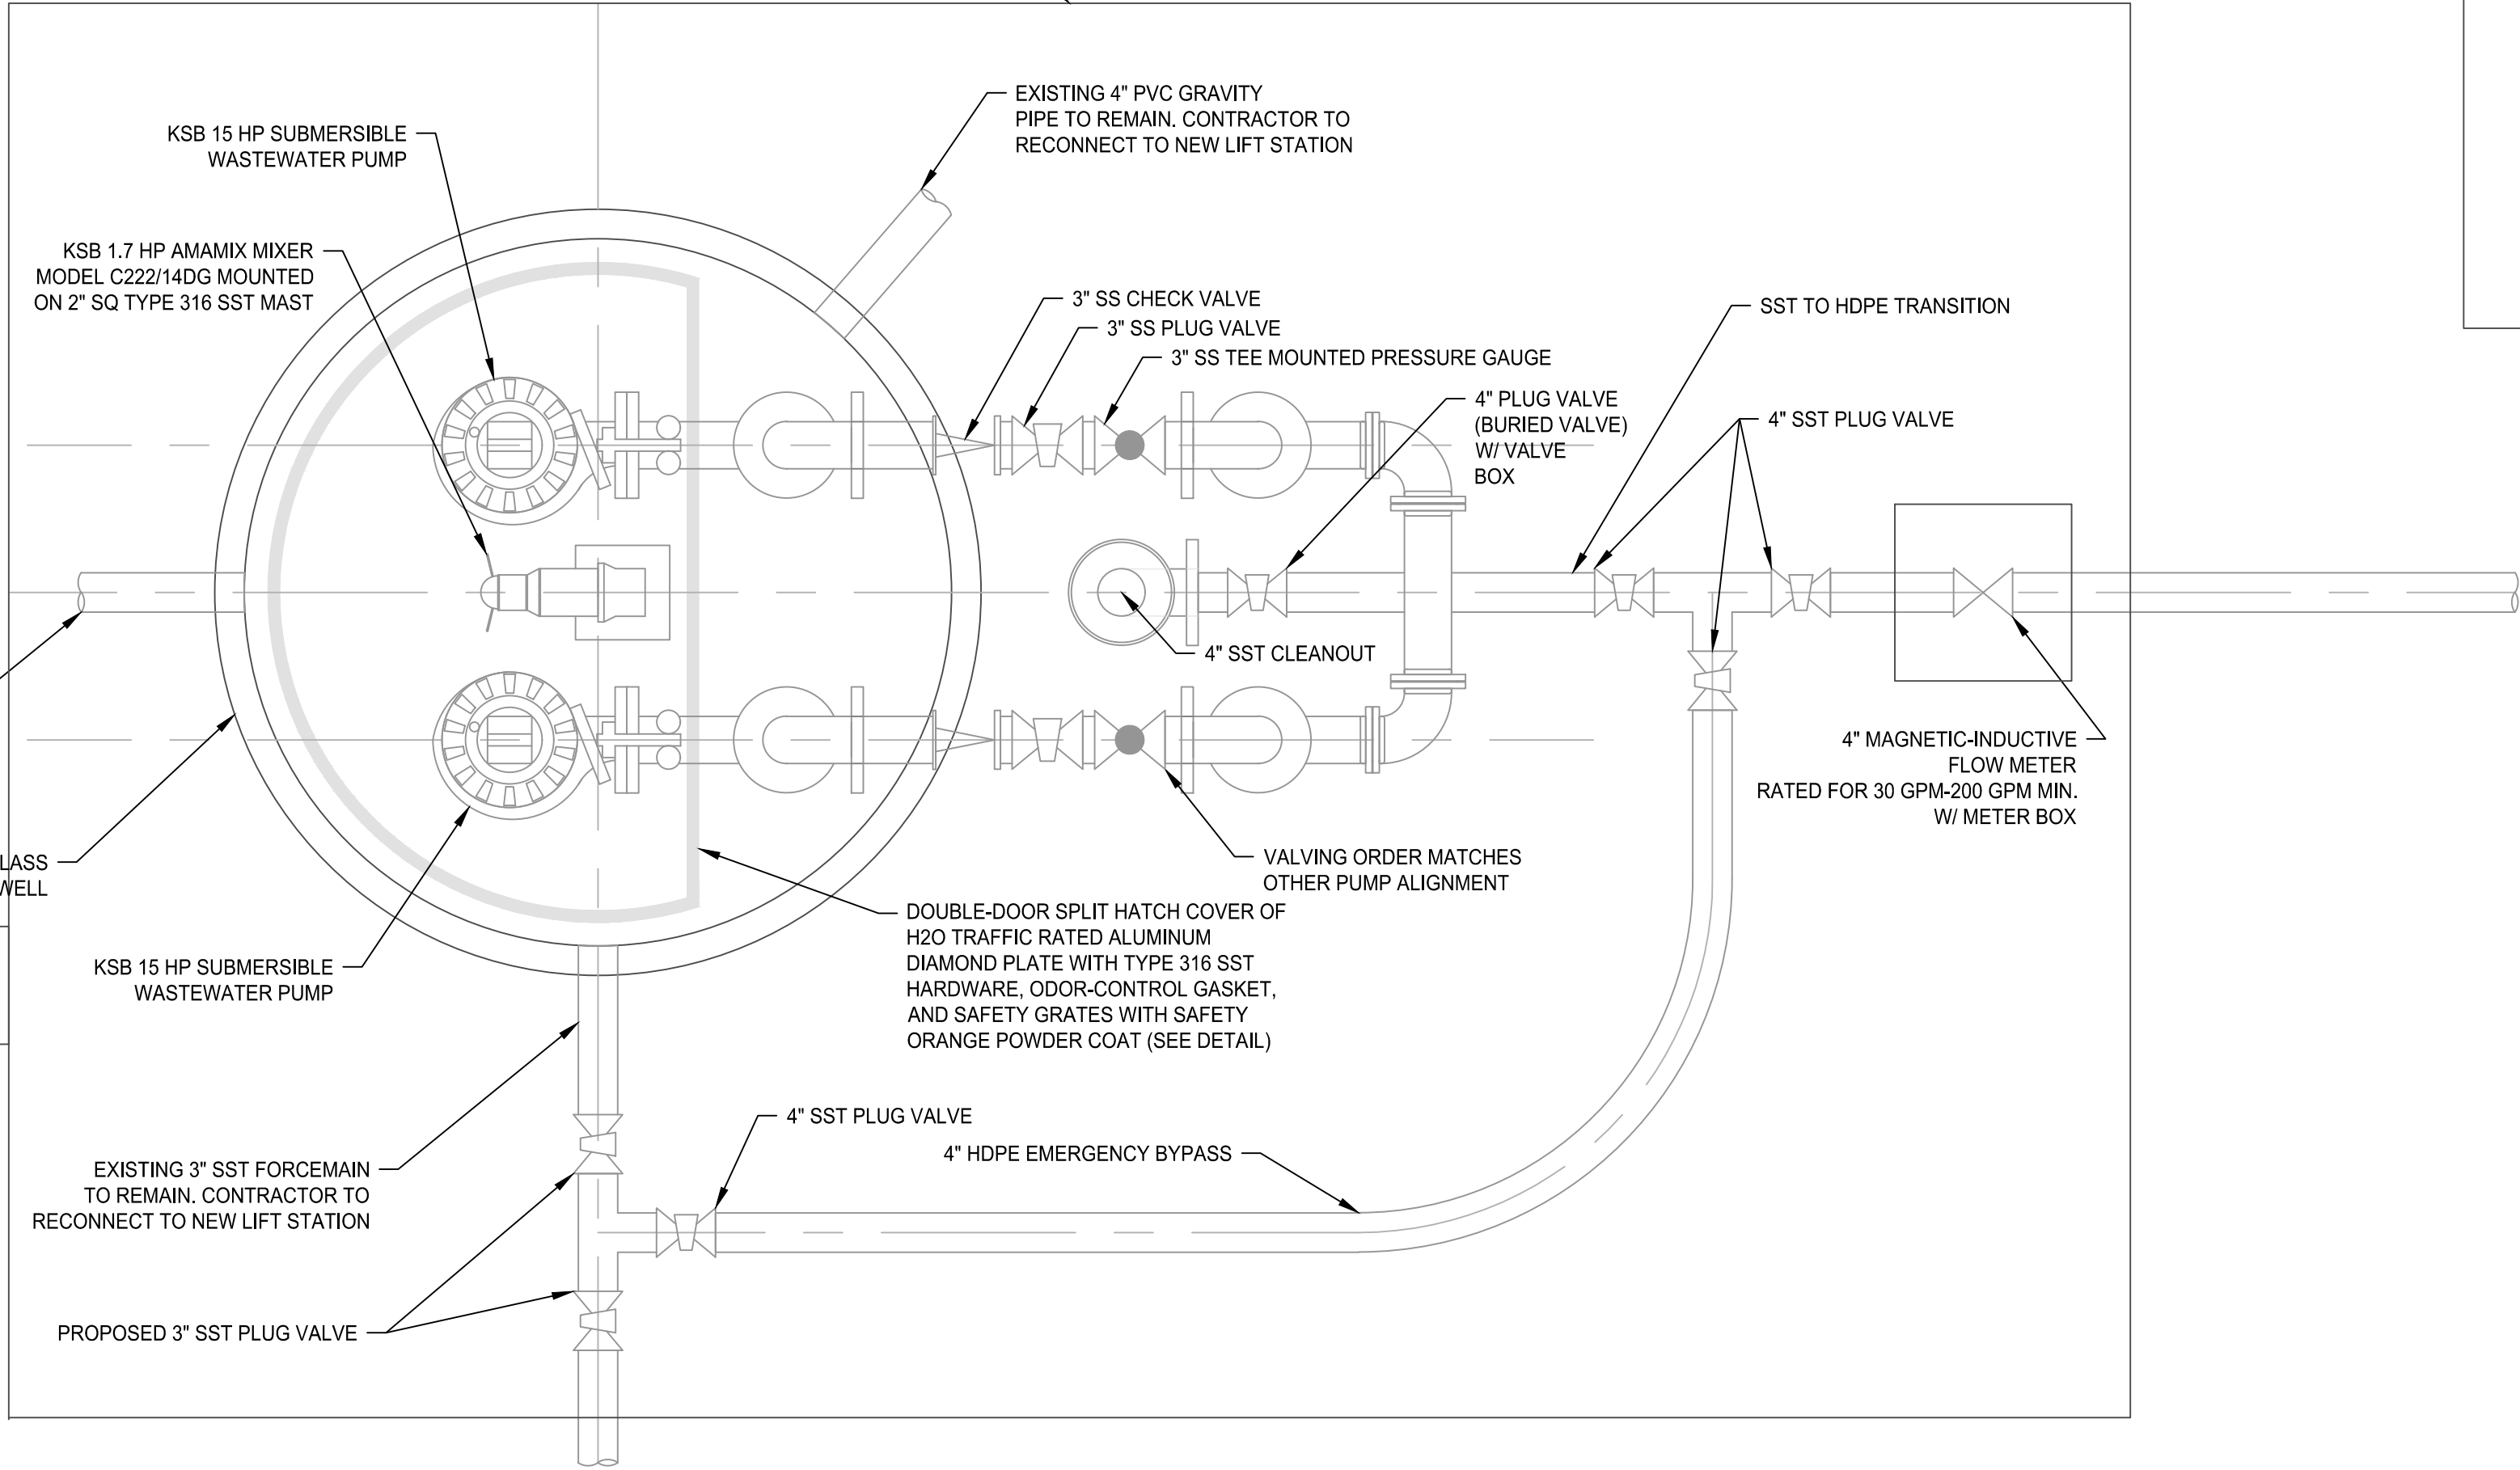 EXISTING 4" PVC GRAVITY
PIPE TO REMAIN. CONTRACTOR TO
RECONNECT TO NEW LIFT STATION
KSB 15 HP SUBMERSIBLE
WASTEWATER PUMP
KSB 1.7 HP AMAMIX MIXER
MODEL C222/14DG MOUNTED
ON 2" SQ TYPE 316 SST MAST
3" SS CHECK VALVE
3" SS PLUG VALVE
3" SS TEE MOUNTED PRESSURE GAUGE
SST TO HDPE TRANSITION
4" PLUG VALVE
(BURIED VALVE)
W/ VALVE
BOX
4" SST PLUG VALVE
4" SST CLEANOUT
4" MAGNETIC-INDUCTIVE
FLOW METER
RATED FOR 30 GPM-200 GPM MIN.
W/ METER BOX
VALVING ORDER MATCHES
OTHER PUMP ALIGNMENT
LASS
WELL
DOUBLE-DOOR SPLIT HATCH COVER OF
H2O TRAFFIC RATED ALUMINUM
DIAMOND PLATE WITH TYPE 316 SST
HARDWARE, ODOR-CONTROL GASKET,
AND SAFETY GRATES WITH SAFETY
ORANGE POWDER COAT (SEE DETAIL)
KSB 15 HP SUBMERSIBLE
WASTEWATER PUMP
4" SST PLUG VALVE
4" HDPE EMERGENCY BYPASS
EXISTING 3" SST FORCEMAIN
TO REMAIN. CONTRACTOR TO
RECONNECT TO NEW LIFT STATION
PROPOSED 3" SST PLUG VALVE